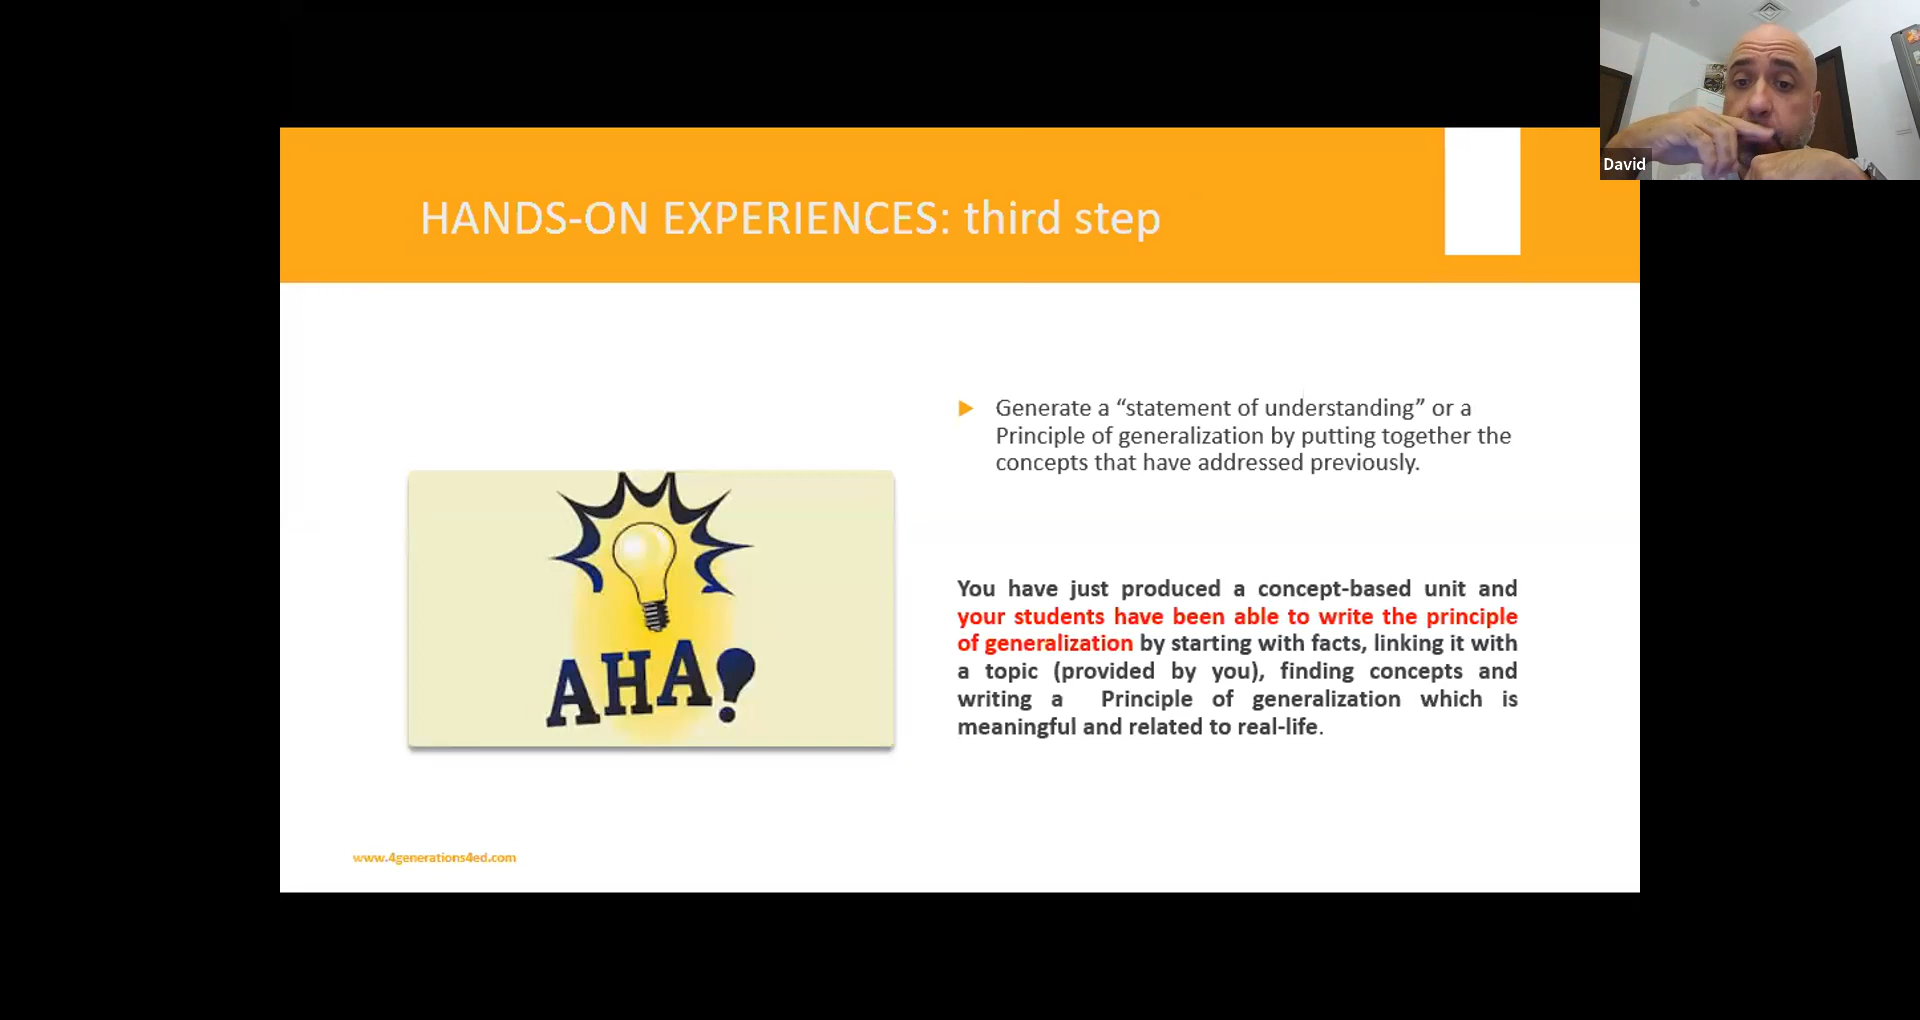 David
HANDS-ON EXPERIENCES: third step
Generate a “statement of understanding” or a
Principle of generalization by putting together the
concepts that have addressed previously.
AHA!
You have just produced a concept-based unit and
your students have been able to write the principle
of generalization by starting with facts, linking it with
a topic (provided by you), finding concepts and
writing a Principle of generalization which is
meaningful and related to real-life.
www.4generations4ed.com